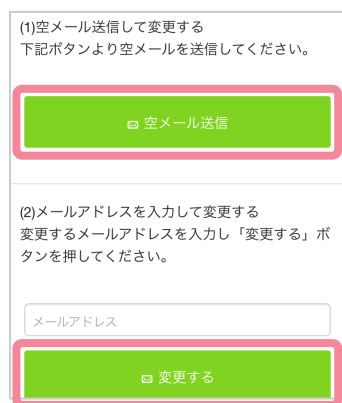 (1)空メール送信して変更する
下記ボタンより空メールを送信してください。
空メール送信
(2)メールアドレスを入力して変更する
変更するメールアドレスを入力し「変更する」ボ
タンを押してください。
メールアドレス
変更する